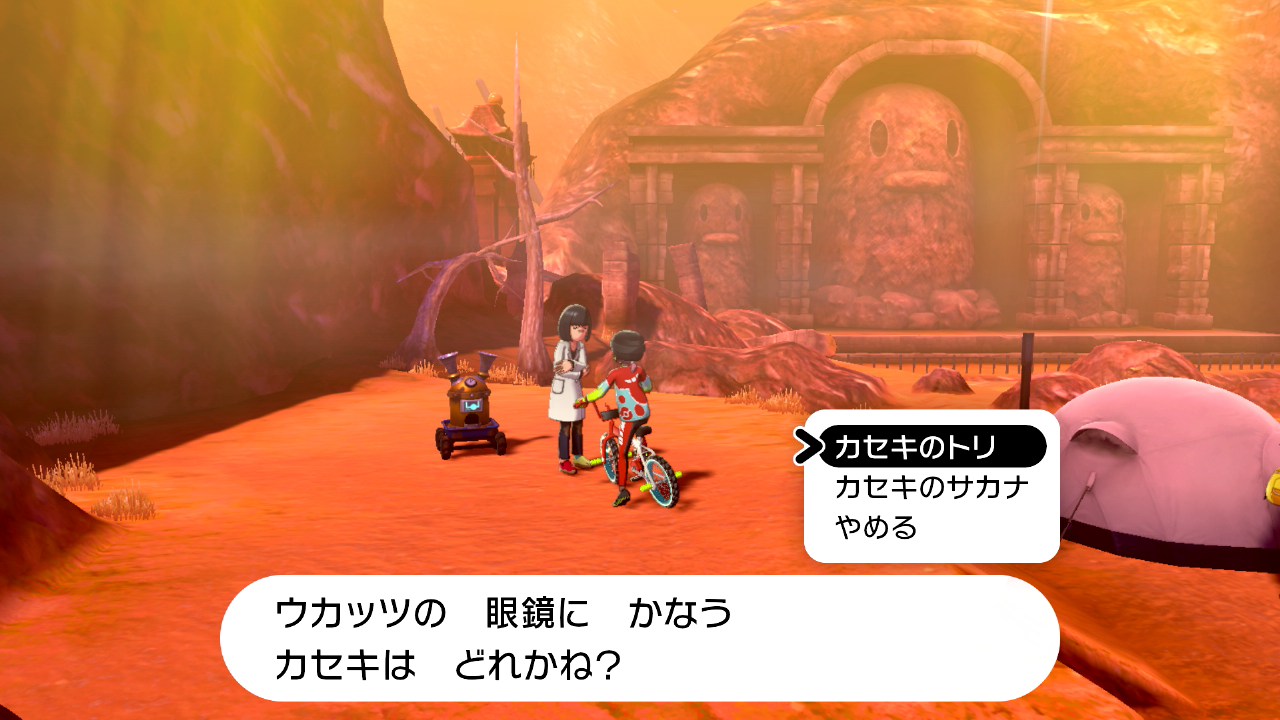 カセキのトリ
カセキのサカナ
やめる
ウカッツの　眼鏡に　かなう
カセキは　どれかね？